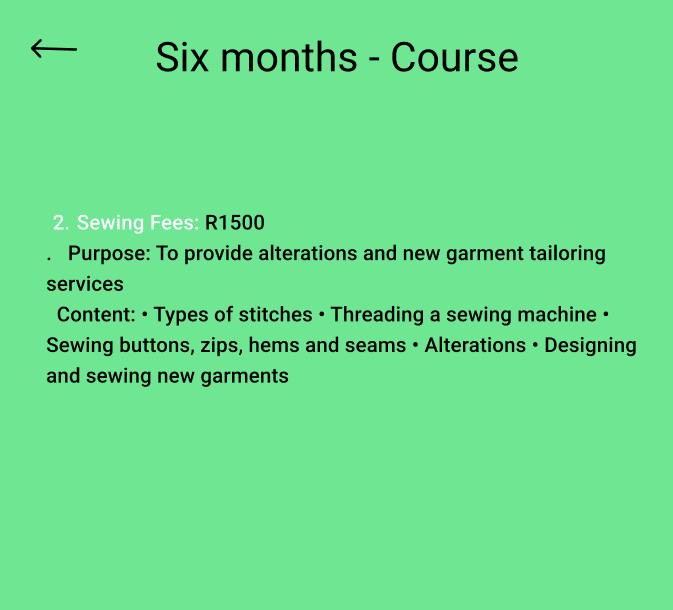 Six months - Course
2. Sewing Fees: R1500
. Purpose: To provide alterations and new garment tailoring
services
Content: • Types of stitches • Threading a sewing machine •
Sewing buttons, zips, hems and seams • Alterations • Designing
and sewing new garments